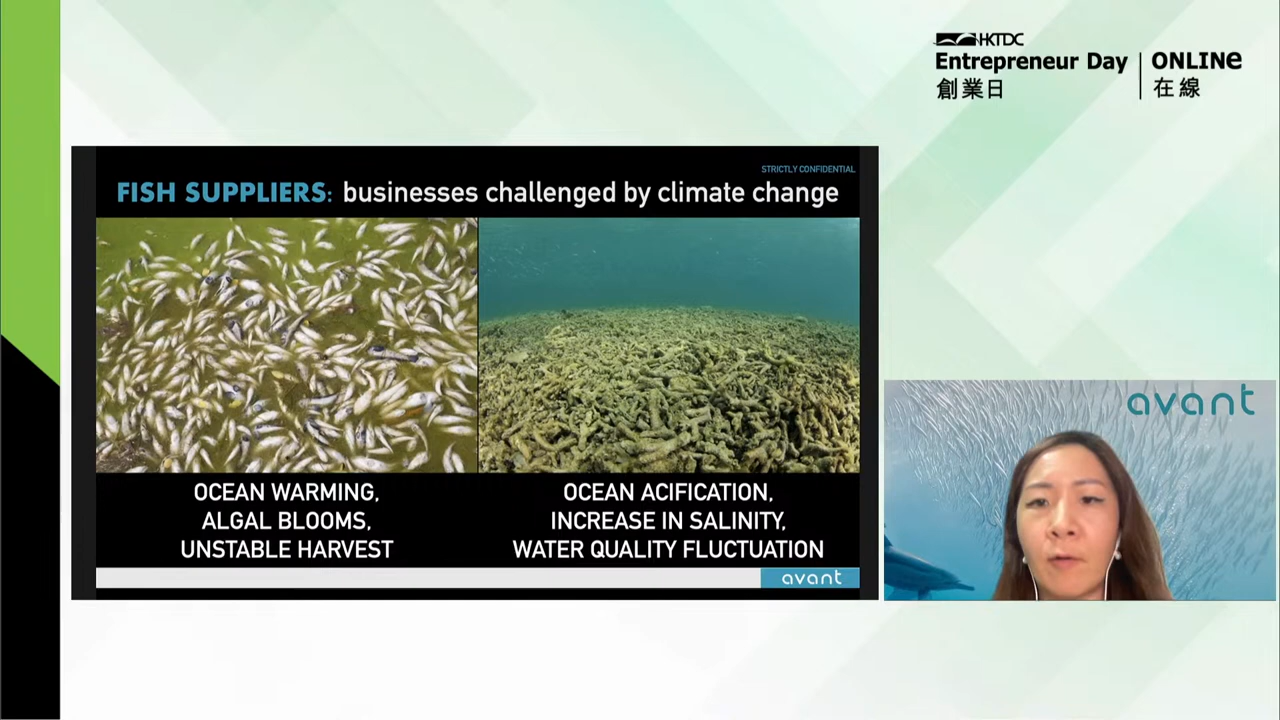 HKTDC
Entrepreneur Day
創業日
ONLINe
在線
STRICTLY CONFIDENTIAL
FISH SUPPLIERS: businesses challenged by climate change
OCEAN WARMING,
ALGAL BLOOMS,
UNSTABLE HARVEST
OCEAN ACIFICATION,
INCREASE IN SALINITY,
WATER QUALITY FLUCTUATION
avant
avant